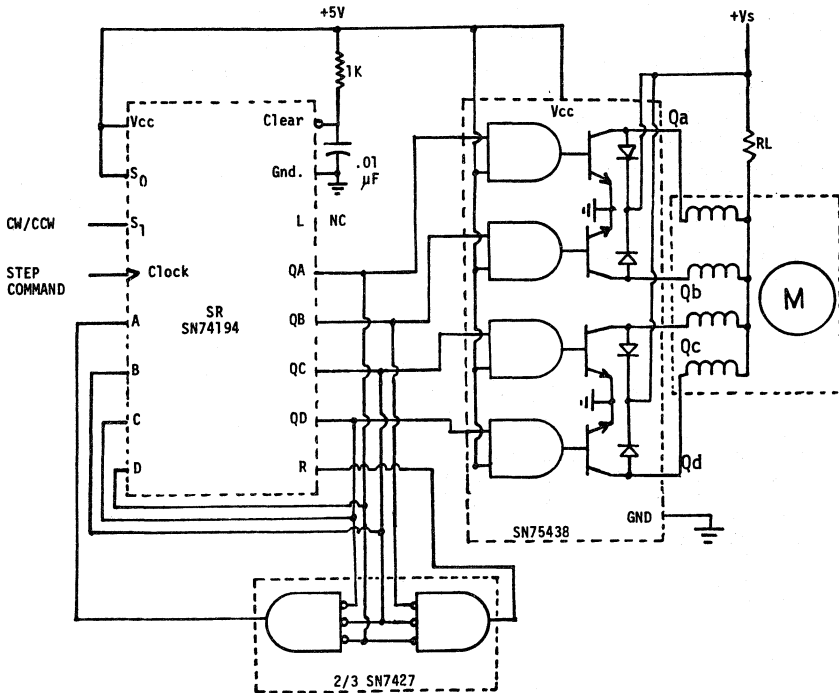 +5V
+Vs
1K
Vcc
Clear
Vcc
Qa
RL
.01
μF
S0
Gnd.
CW/CCW
S1
L NC
STEP
COMMAND
Clock
QA
Qb
M
SR
SN74194
A
QB
Qc
B
QC
C
QD
Qd
D
R
GND
SN75438
2/3 SN7427